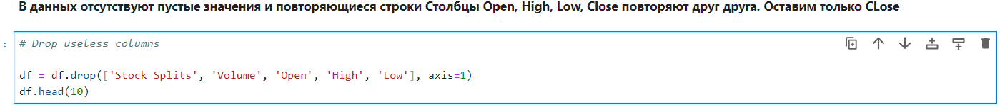 В данных отсутствуют пустые значения и повторяющиеся строки Столбцы Open, High, Low, Close повторяют друг друга. Оставим только CLose
: # Drop useless columns
df = df.drop(['Stock Splits', 'Volume', 'Open', 'High', 'Low'], axis=1)
df.head(10)